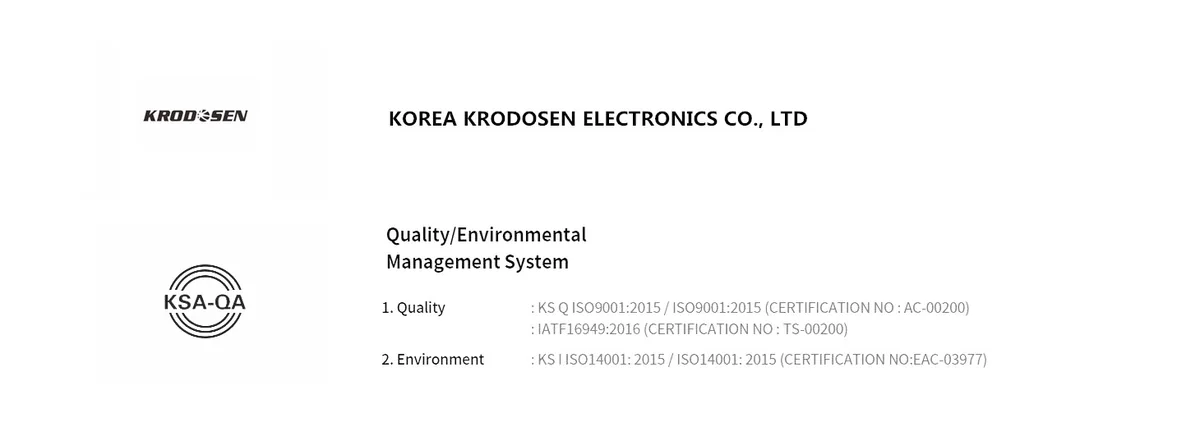 KRODOSEN
KOREA KRODOSEN ELECTRONICS CO., LTD
Quality/Environmental
Management System
KSA-QA
1. Quality : KS Q ISO9001:2015 / ISO9001:2015 (CERTIFICATION NO : AC-00200)
: IATF16949:2016 (CERTIFICATION NO : TS-00200)
2. Environment : KS I ISO14001: 2015 / ISO14001: 2015 (CERTIFICATION NO:EAC-03977)